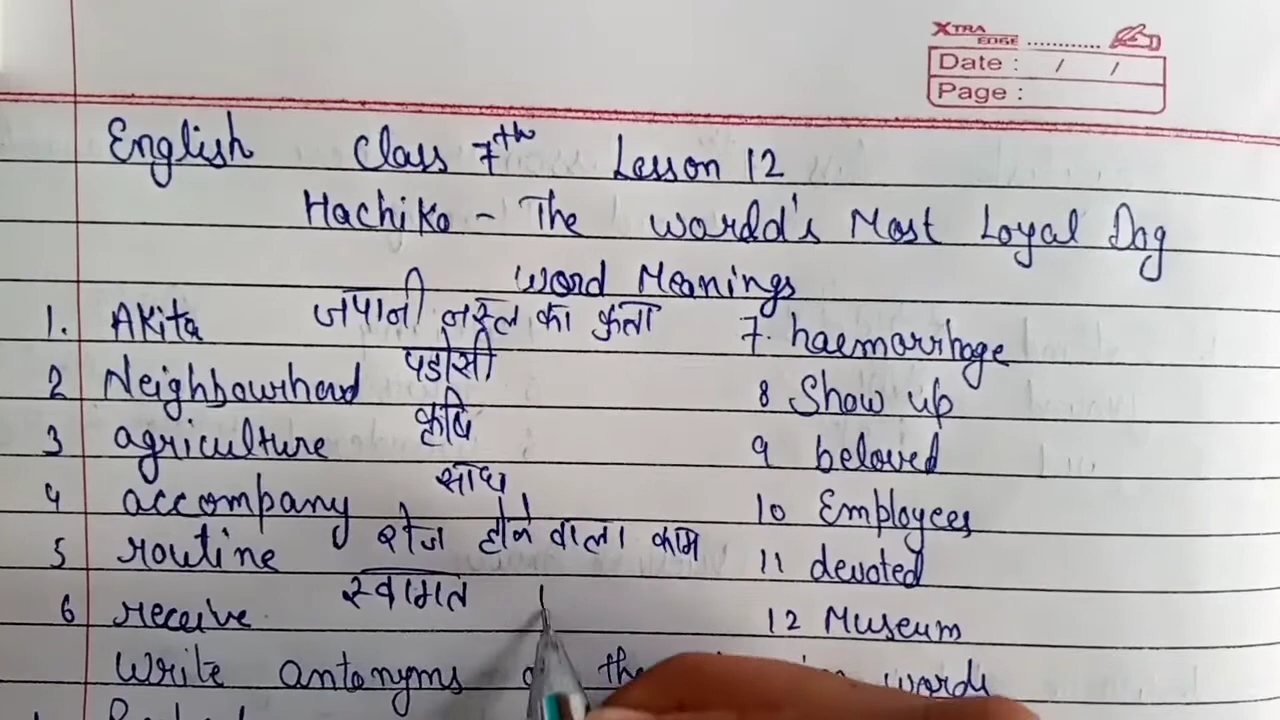 XTRA EDGE ............
Date : / /
Page :
English Class 7th Lesson 12
Hachiko - The World's Most Loyal Dog
Word Meanings
1. Akita जपानी नस्ल का कुता
2 Neighbourhood पडोसी
3 agriculture कृषि
4 accompany साथ
5 routine रोज होने वाला काम
6 receive स्वागत
7. haemorrhage
8 Show up
9 beloved
10 Employees
11 devoted
12 Museum
Write antonyms words